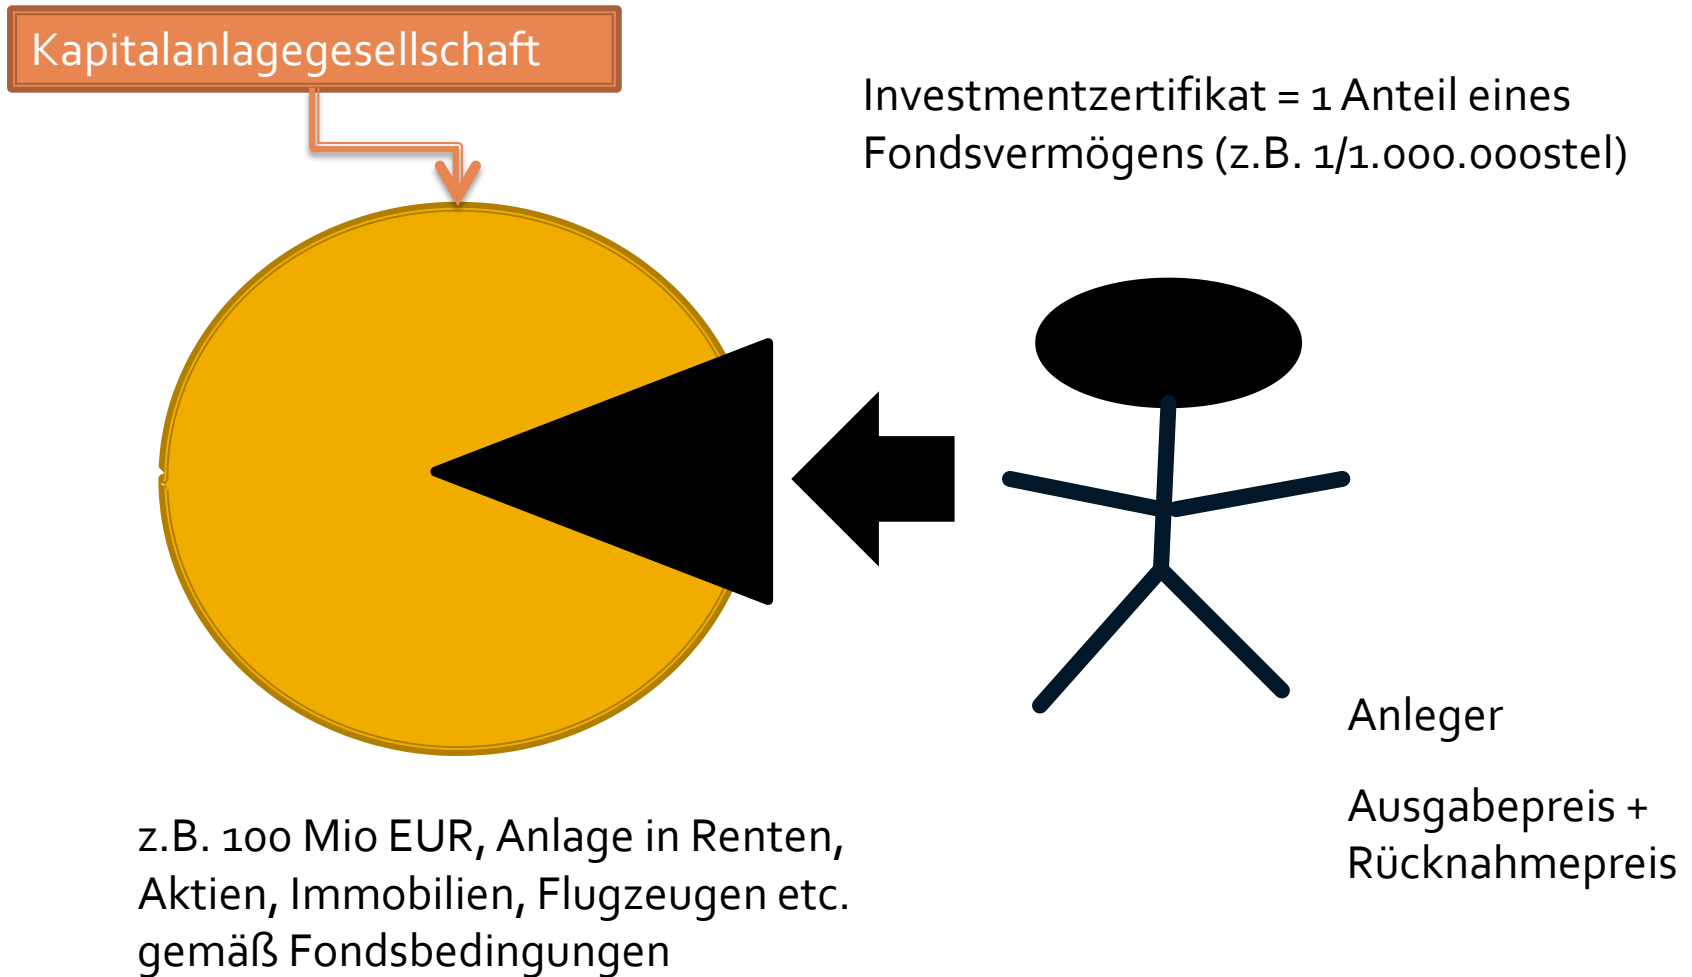 Kapitalanlagegesellschaft
Investmentzertifikat = 1 Anteil eines
Fondsvermögens (z.B. 1/1.000.000stel)
Anleger
Ausgabepreis +
Rücknahmepreis
z.B. 100 Mio EUR, Anlage in Renten,
Aktien, Immobilien, Flugzeugen etc.
gemäß Fondsbedingungen